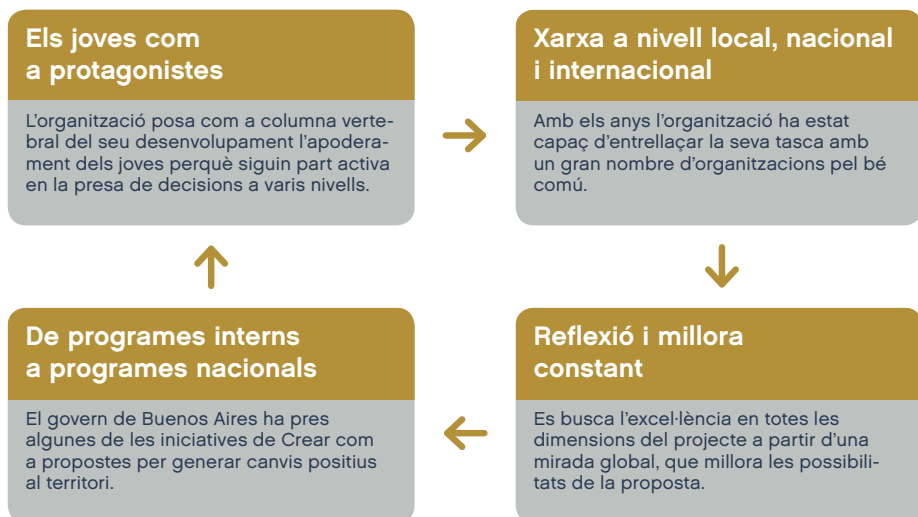 Els joves com
a protagonistes
L'organització posa com a columna verte-
bral del seu desenvolupament l'apodera-
ment dels joves perquè siguin part activa
en la presa de decisions a varis nivells.
Xarxa a nivell local, nacional
i internacional
Amb els anys l'organització ha estat
capaç d'entrellaçar la seva tasca amb
un gran nombre d'organitzacions pel bé
comú.
De programes interns
a programes nacionals
El govern de Buenos Aires ha pres
algunes de les iniciatives de Crear com
a propostes per generar canvis positius
al territori.
Reflexió i millora
constant
Es busca l'excel·lència en totes les
dimensions del projecte a partir d'una
mirada global, que millora les possibili-
tats de la proposta.